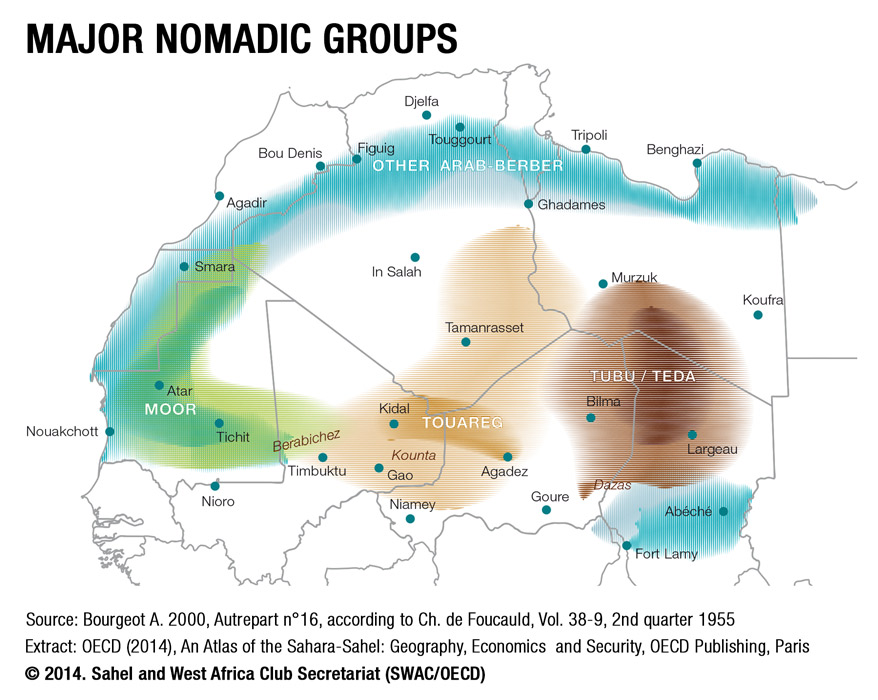 MAJOR NOMADIC GROUPS
Djelfa
Touggourt
Tripoli
Figuig
Bou Denis
Benghazi
OTHER ARAB-BERBER
Agadir
Ghadames
Smara
In Salah
Murzuk
Koufra
Tamanrasset
TUBU / TEDA
Atar
Bilma
MOOR
Kidal
TOUAREG
Nouakchott
Tichit
Berabichez
Largeau
Kounta
Timbuktu
Gao
Agadez
Dazas
Nioro
Niamey
Goure
Abéché
Fort Lamy
Source: Bourgeot A. 2000, Autrepart n°16, according to Ch. de Foucauld, Vol. 38-9, 2nd quarter 1955
Extract: OECD (2014), An Atlas of the Sahara-Sahel: Geography, Economics and Security, OECD Publishing, Paris
© 2014. Sahel and West Africa Club Secretariat (SWAC/OECD)